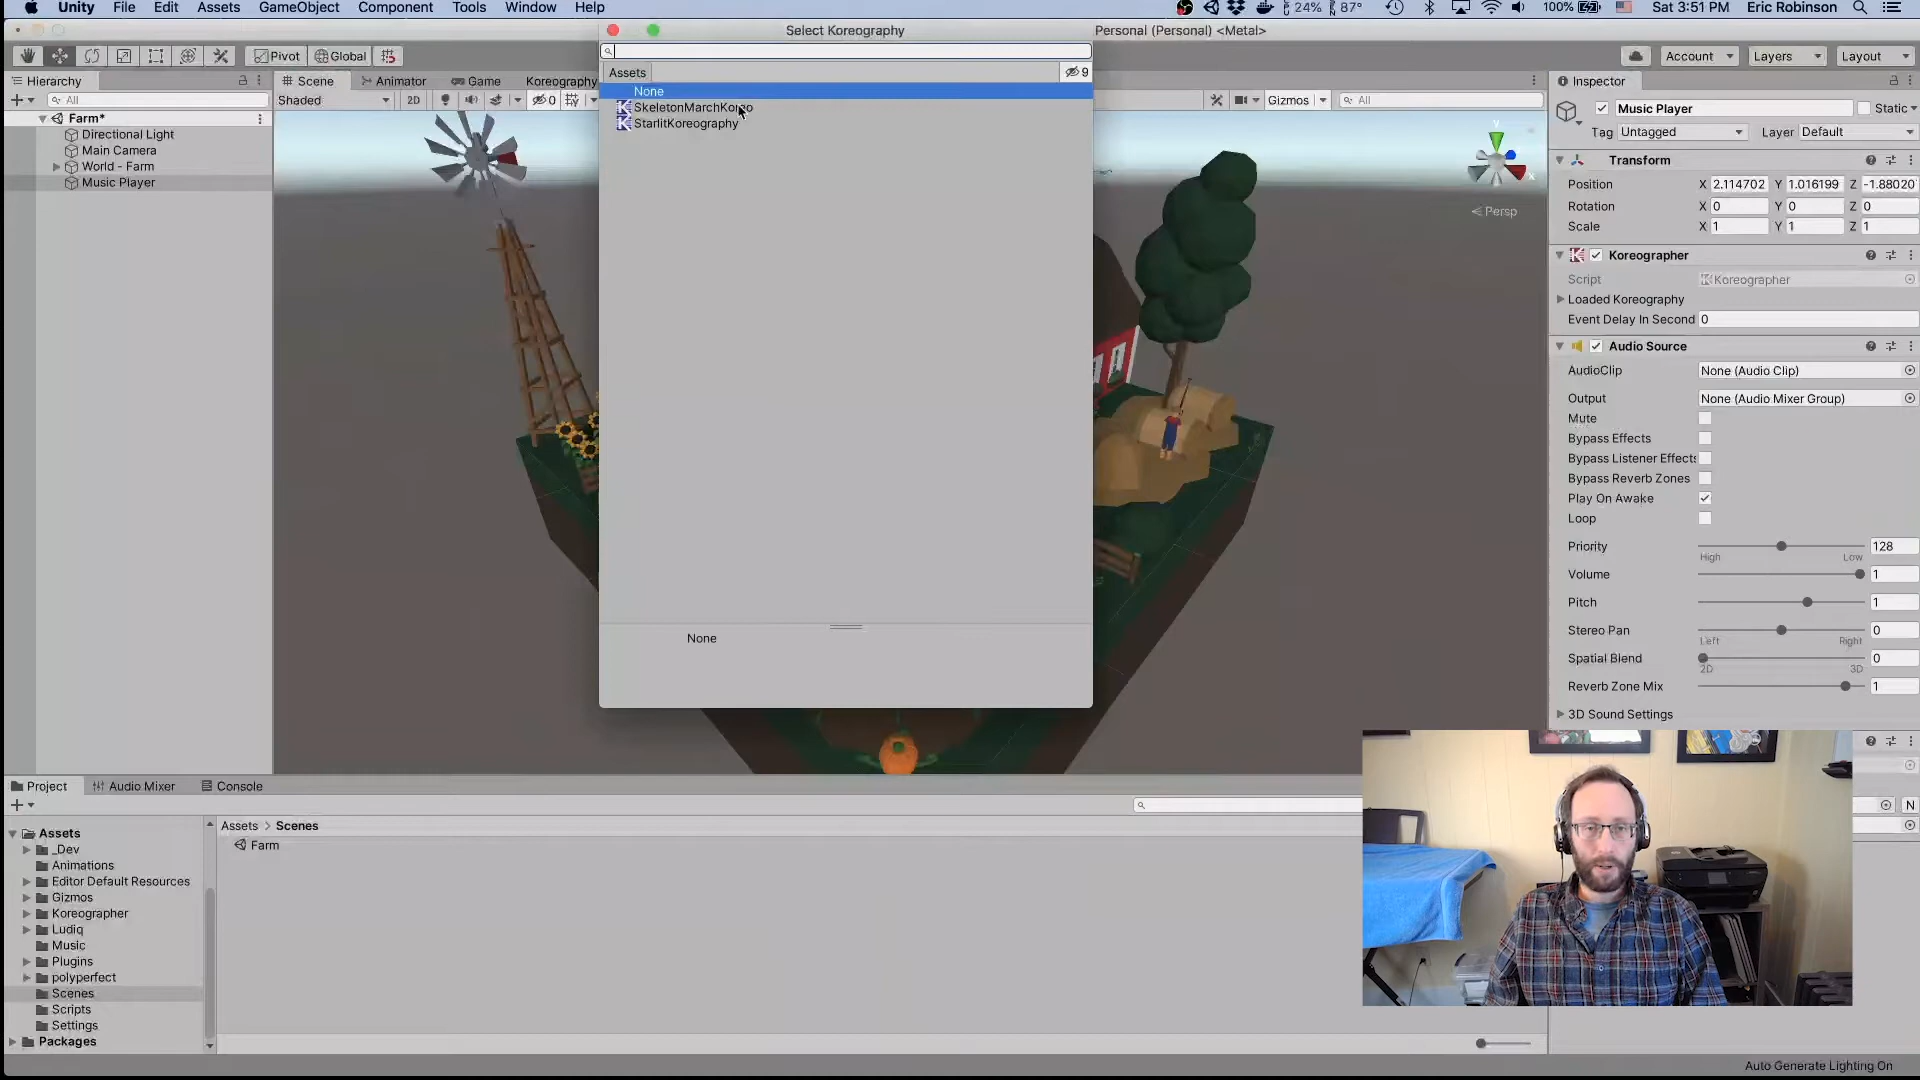 Unity File Edit Assets GameObject Component Tools Window Help 24% 87° 100% Sat 3:51 PM Eric Robinson
Select Koreography Personal (Personal) <Metal>
Pivot Global Account Layers Layout
Assets 9
None
SkeletonMarchKoreo
StarlitKoreography
None
Hierarchy
All
Farm*
Directional Light
Main Camera
World - Farm
Music Player
Scene Animator Game Koreography
Shaded 2D 0 Gizmos All
Y
X
Persp
Inspector
Music Player Static
Tag Untagged Layer Default
Transform
Position X 2.114702 Y 1.016199 Z -1.88020
Rotation X 0 Y 0 Z 0
Scale X 1 Y 1 Z 1
Koreographer
Script Koreographer
Loaded Koreography
Event Delay In Second 0
Audio Source
AudioClip None (Audio Clip)
Output None (Audio Mixer Group)
Mute
Bypass Effects
Bypass Listener Effects
Bypass Reverb Zones
Play On Awake
Loop
Priority 128
High Low
Volume 1
Pitch 1
Stereo Pan 0
Left Right
Spatial Blend 0
2D 3D
Reverb Zone Mix 1
3D Sound Settings
N
Project Audio Mixer Console
Assets
_Dev
Animations
Editor Default Resources
Gizmos
Koreographer
Ludiq
Music
Plugins
polyperfect
Scenes
Scripts
Settings
Packages
Assets > Scenes
Farm
Auto Generate Lighting On